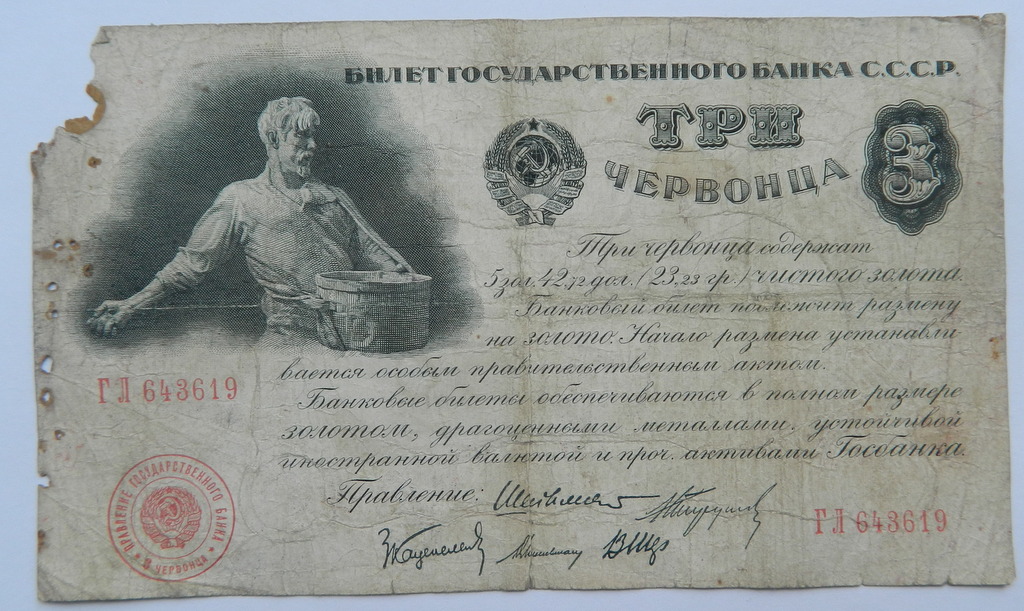 БИЛЕТ ГОСУДАРСТВЕННОГО БАНКА С.С.С.Р.
ТРИ
ЧЕРВОНЦА
3
Три червонца содержат
5 зол. 42,72 дол. (23,23 гр.) чистого золота.
Банковый билет подлежит размену
на золото. Начало размена устанавли
вается особым правительственным актом.
Банковые билеты обеспечиваются в полном размере
золотом, драгоценными металлами, устойчивой
иностранной валютой и проч. активами Госбанка.
Правление:
ГЛ 643619
ГЛ 643619
ПРАВЛЕНИЕ ГОСУДАРСТВЕННОГО БАНКА
3 ЧЕРВОНЦА